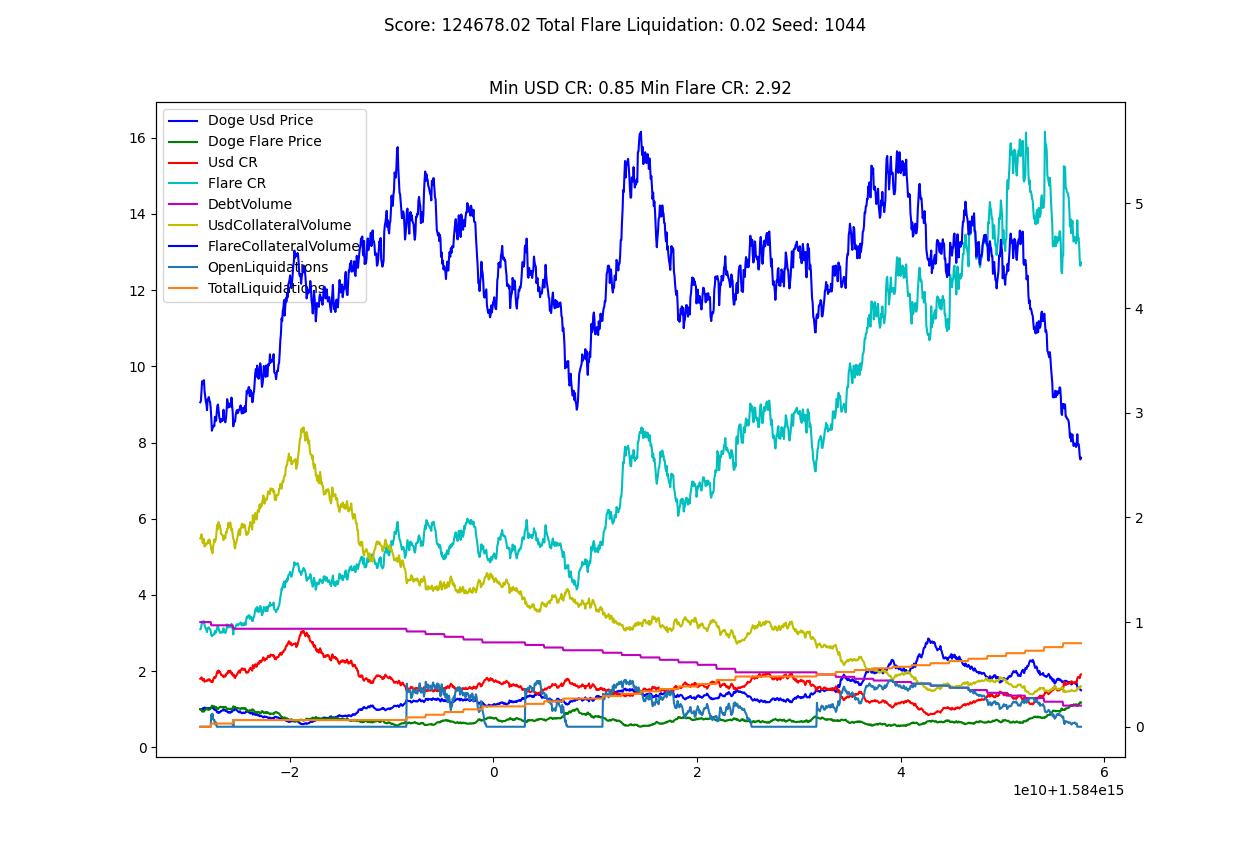 Score: 124678.02 Total Flare Liquidation: 0.02 Seed: 1044
Min USD CR: 0.85 Min Flare CR: 2.92
Doge Usd Price
Doge Flare Price
Usd CR
Flare CR
DebtVolume
UsdCollateralVolume
FlareCollateralVolume
OpenLiquidations
TotalLiquidations
16
14
12
10
8
6
4
2
0
5
4
3
2
1
0
−2
0
2
4
6
1e10+1.584e15